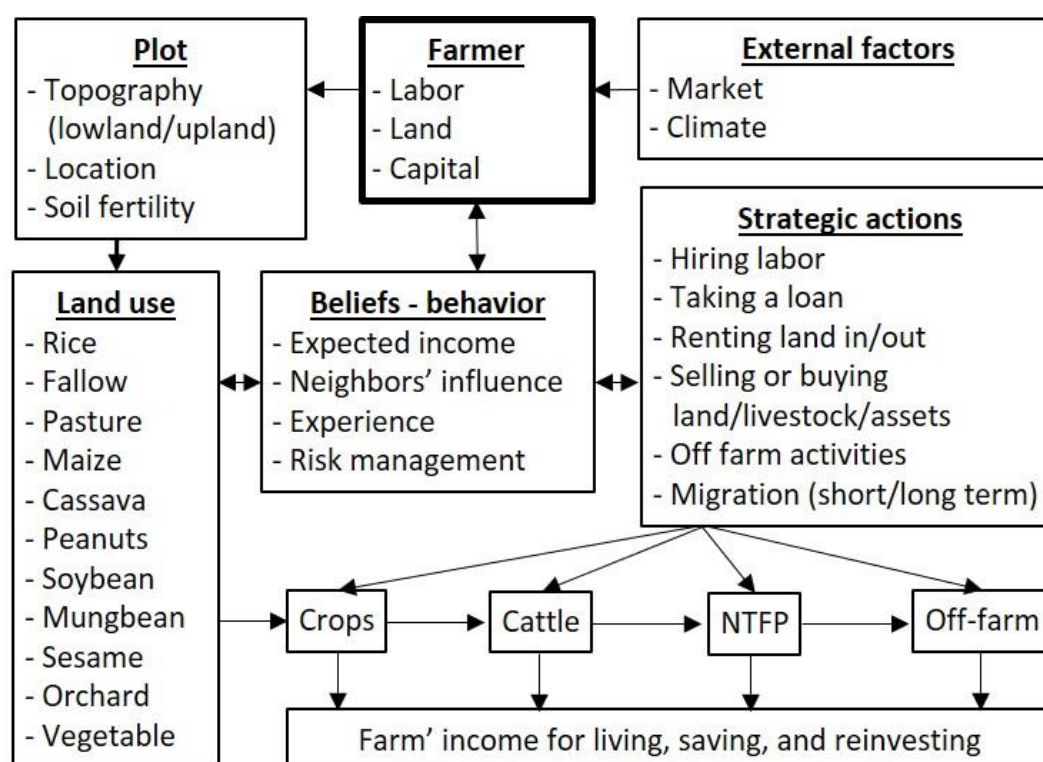 Plot
- Topography
(lowland/upland)
- Location
- Soil fertility
Farmer
- Labor
- Land
- Capital
External factors
- Market
- Climate
Strategic actions
- Hiring labor
- Taking a loan
- Renting land in/out
- Selling or buying
land/livestock/assets
- Off farm activities
- Migration (short/long term)
Land use
- Rice
- Fallow
- Pasture
- Maize
- Cassava
- Peanuts
- Soybean
- Mungbean
- Sesame
- Orchard
- Vegetable
Beliefs - behavior
- Expected income
- Neighbors’ influence
- Experience
- Risk management
Crops
Cattle
NTFP
Off-farm
Farm’ income for living, saving, and reinvesting